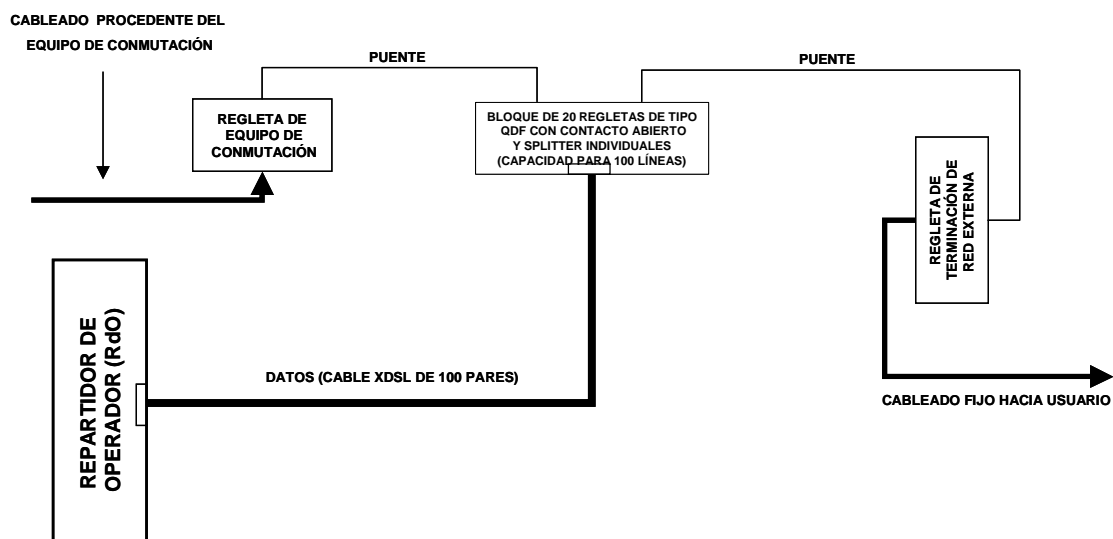 CABLEADO PROCEDENTE DEL
EQUIPO DE CONMUTACIÓN
PUENTE
PUENTE
REGLETA DE
EQUIPO DE
CONMUTACIÓN
BLOQUE DE 20 REGLETAS DE TIPO
QDF CON CONTACTO ABIERTO
Y SPLITTER INDIVIDUALES
(CAPACIDAD PARA 100 LÍNEAS)
REGLETA DE
TERMINACIÓN DE
RED EXTERNA
REPARTIDOR DE
OPERADOR (RdO)
DATOS (CABLE XDSL DE 100 PARES)
CABLEADO FIJO HACIA USUARIO